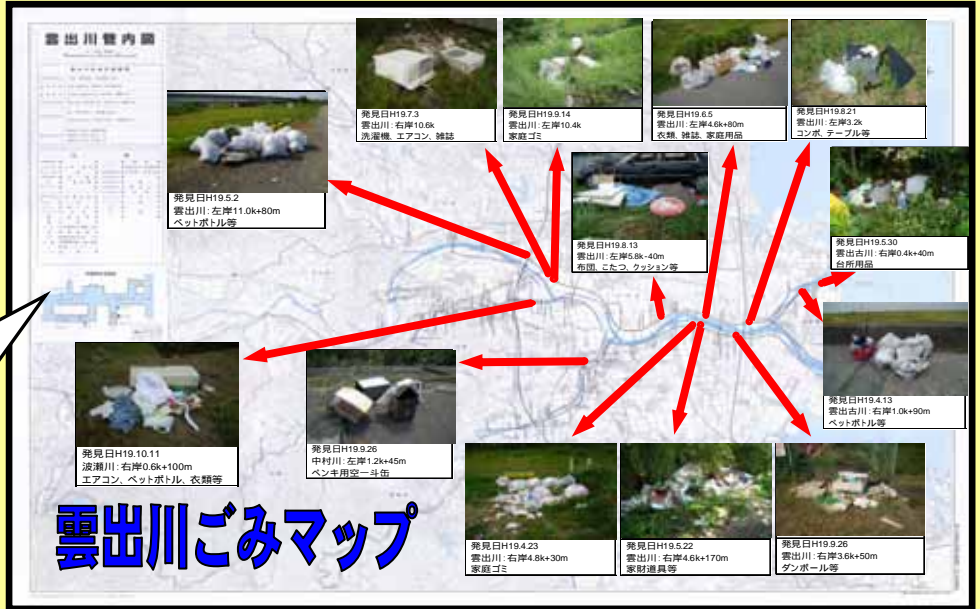 雲出川管内図
発見日H19.7.3
雲出川：右岸10.6k
洗濯機、エアコン、雑誌
発見日H19.9.14
雲出川：左岸10.4k
家庭ゴミ
発見日H19.6.5
雲出川：左岸4.6k+80m
衣類、雑誌、家庭用品
発見日H19.8.21
雲出川：左岸3.2k
コンポ、テーブル等
発見日H19.5.2
雲出川：左岸11.0k+80m
ペットボトル等
発見日H19.8.13
雲出川：左岸5.8k-40m
布団、こたつ、クッション等
発見日H19.5.30
雲出古川：右岸0.4k+40m
台所用品
発見日H19.4.13
雲出古川：右岸1.0k+90m
ペットボトル等
発見日H19.10.11
波瀬川：右岸0.6k+100m
エアコン、ペットボトル、衣類等
発見日H19.9.26
中村川：左岸1.2k+45m
ペンキ用空一斗缶
発見日H19.4.23
雲出川：右岸4.8k+30m
家庭ゴミ
発見日H19.5.22
雲出川：右岸4.6k+170m
家財道具等
発見日H19.9.26
雲出川：右岸3.6k+50m
ダンボール等
雲出川ごみマップ